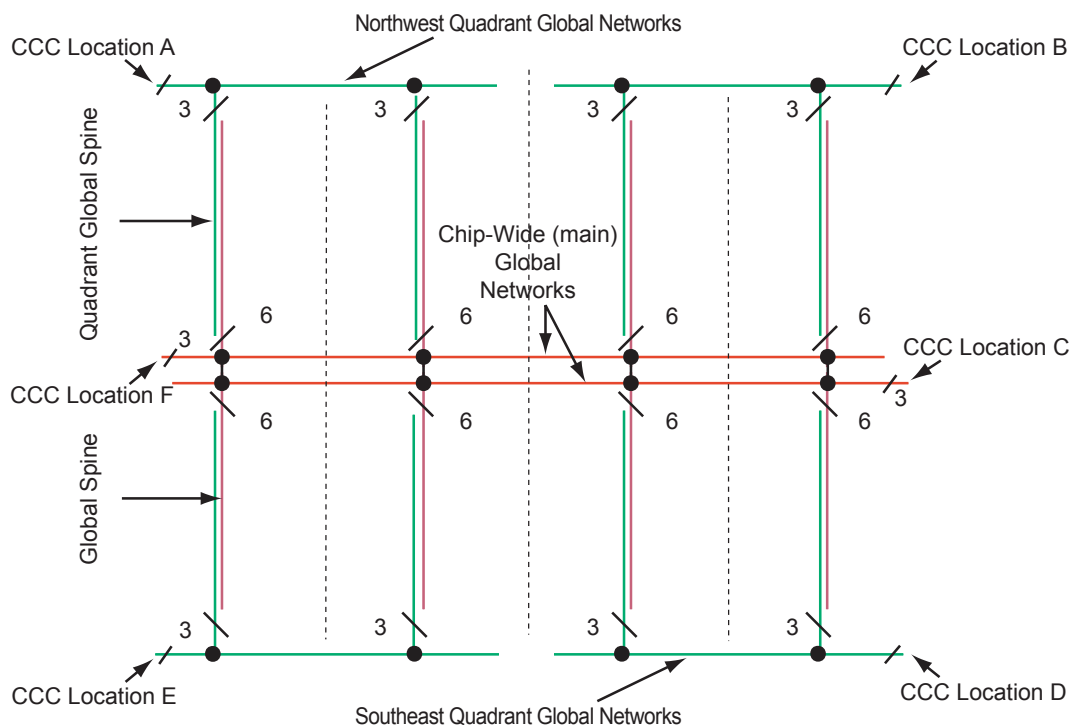 Northwest Quadrant Global Networks
CCC Location A
CCC Location B
3
3
3
3
Quadrant Global Spine
Chip-Wide (main)
Global
Networks
6
6
6
6
3
CCC Location C
CCC Location F
3
6
6
6
6
Global Spine
3
3
3
3
CCC Location E
CCC Location D
Southeast Quadrant Global Networks